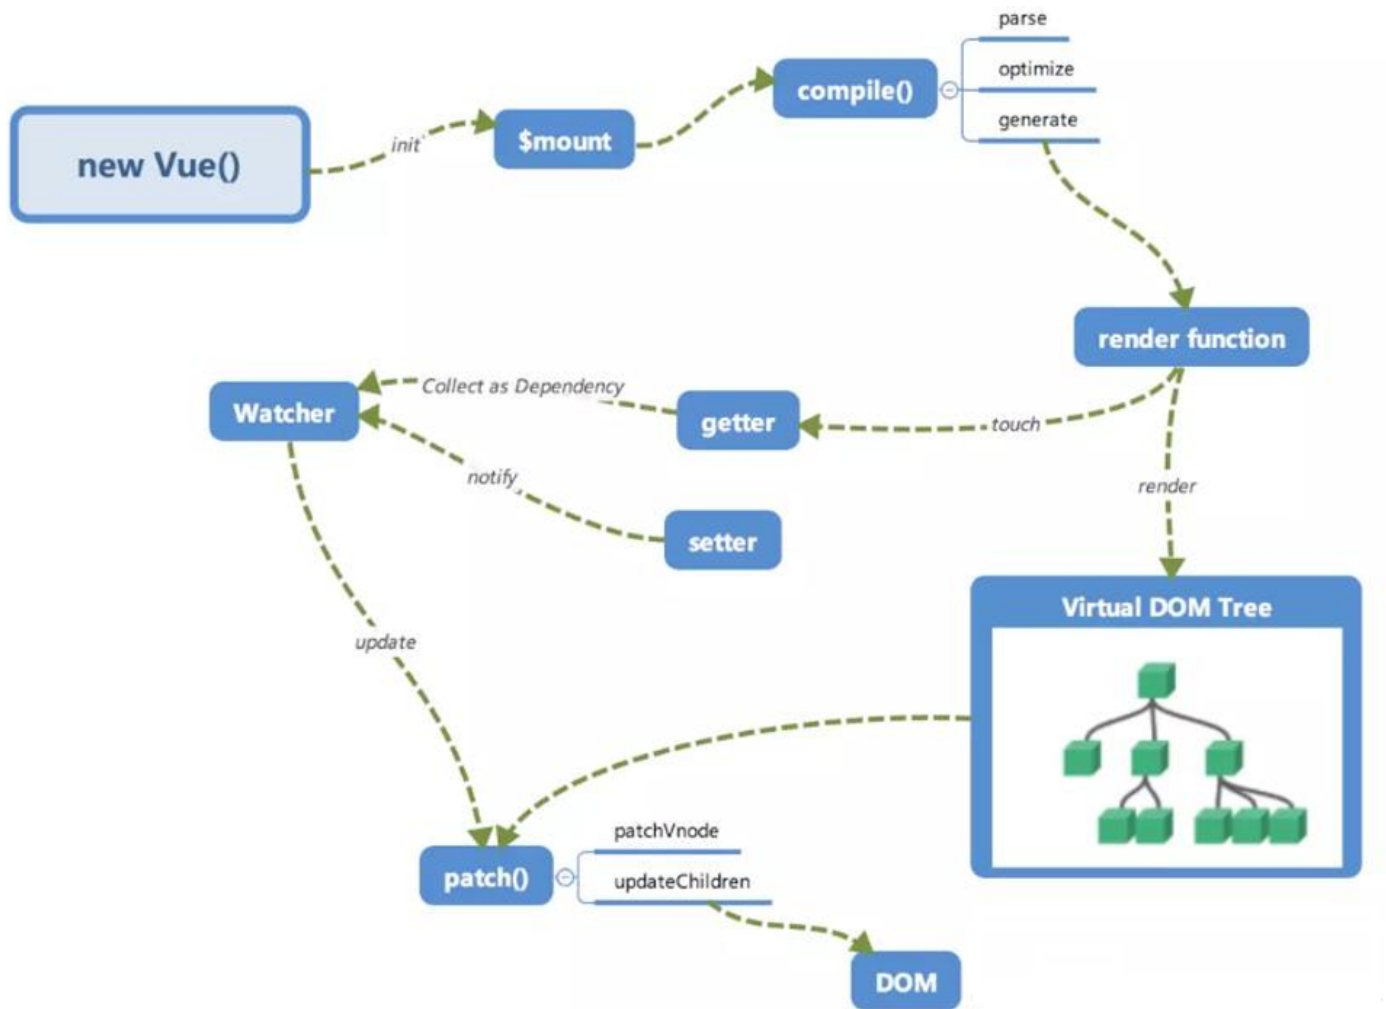 parse
optimize
compile()
generate
$mount
init
new Vue()
render function
Collect as Dependency
Watcher
getter
touch
notify
render
setter
Virtual DOM Tree
update
patchVnode
patch()
updateChildren
DOM